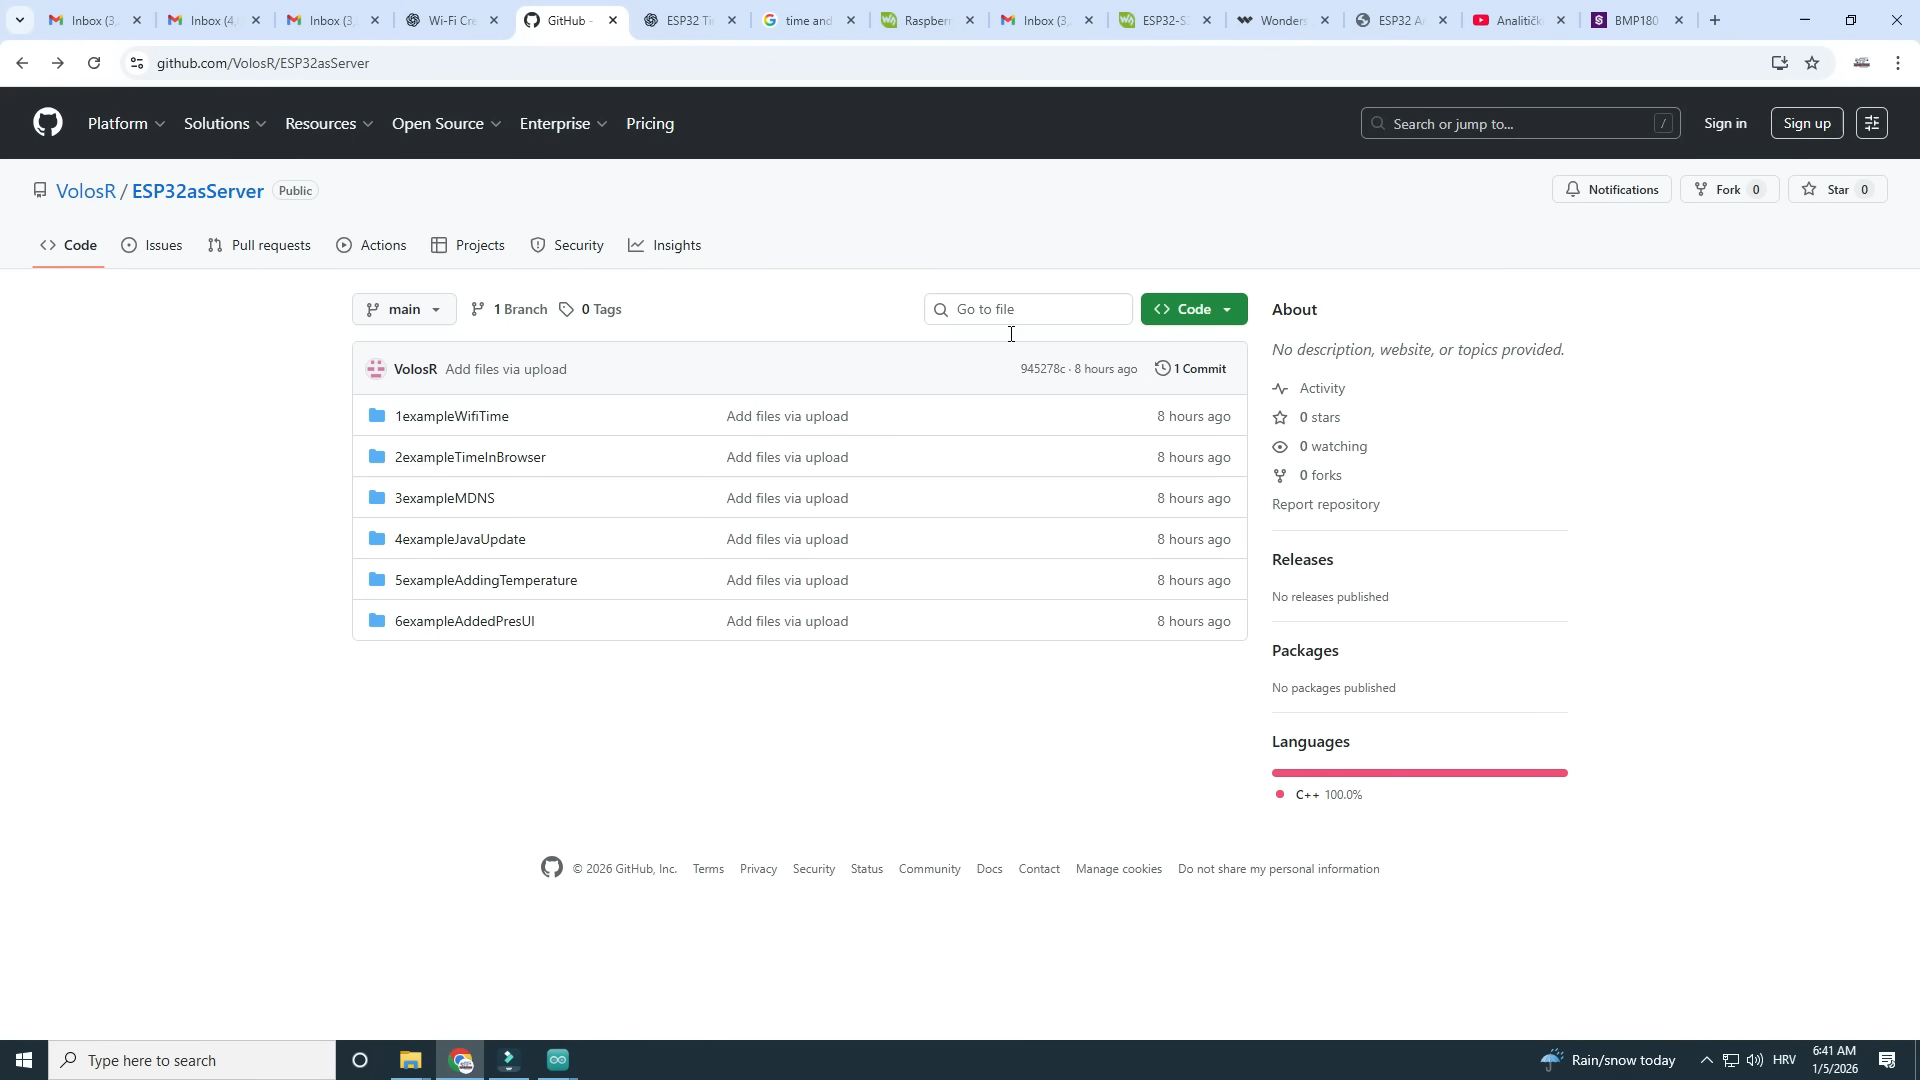 Inbox (3,
Inbox (4,
Inbox (3,
Wi-Fi Cre
GitHub -
ESP32 Ti
time and
Raspberr
Inbox (3,
ESP32-S
Wonders
ESP32 A
Analitičk
BMP180
github.com/VolosR/ESP32asServer
Platform
Solutions
Resources
Open Source
Enterprise
Pricing
Search or jump to...
/
Sign in
Sign up
VolosR / ESP32asServer
Public
Notifications
Fork 0
Star 0
Code
Issues
Pull requests
Actions
Projects
Security
Insights
main
1 Branch
0 Tags
Go to file
Code
About
No description, website, or topics provided.
VolosR Add files via upload
945278c · 8 hours ago
1 Commit
1exampleWifiTime Add files via upload 8 hours ago
2exampleTimeInBrowser Add files via upload 8 hours ago
3exampleMDNS Add files via upload 8 hours ago
4exampleJavaUpdate Add files via upload 8 hours ago
5exampleAddingTemperature Add files via upload 8 hours ago
6exampleAddedPresUI Add files via upload 8 hours ago
Activity
0 stars
0 watching
0 forks
Report repository
Releases
No releases published
Packages
No packages published
Languages
C++ 100.0%
© 2026 GitHub, Inc. Terms Privacy Security Status Community Docs Contact Manage cookies Do not share my personal information
Type here to search
Rain/snow today
HRV
6:41 AM
1/5/2026